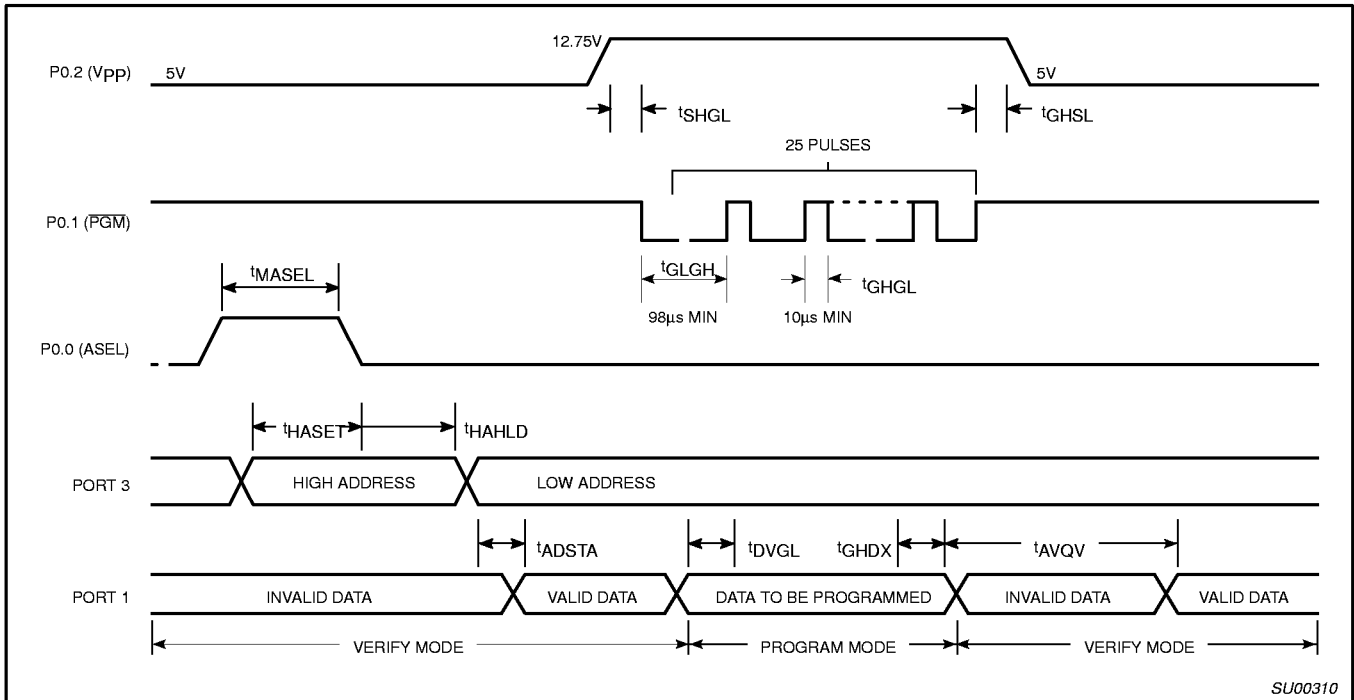 12.75V
P0.2 (VPP)
5V
5V
tSHGL
tGHSL
25 PULSES
P0.1 (PGM)
tMASEL
tGLGH
tGHGL
98µs MIN
10µs MIN
P0.0 (ASEL)
tHASET
tHAHLD
PORT 3
HIGH ADDRESS
LOW ADDRESS
tADSTA
tDVGL
tGHDX
tAVQV
PORT 1
INVALID DATA
VALID DATA
DATA TO BE PROGRAMMED
INVALID DATA
VALID DATA
VERIFY MODE
PROGRAM MODE
VERIFY MODE
SU00310